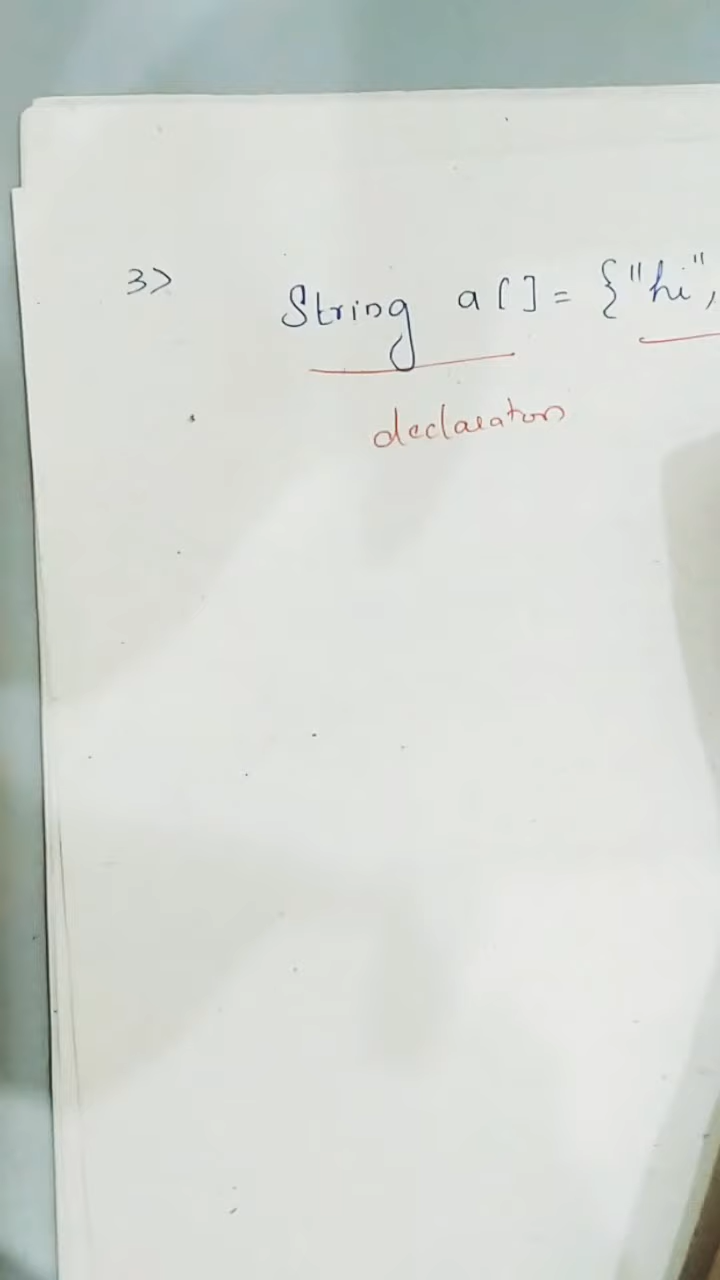 3> String a[] = {"hi",
declaration